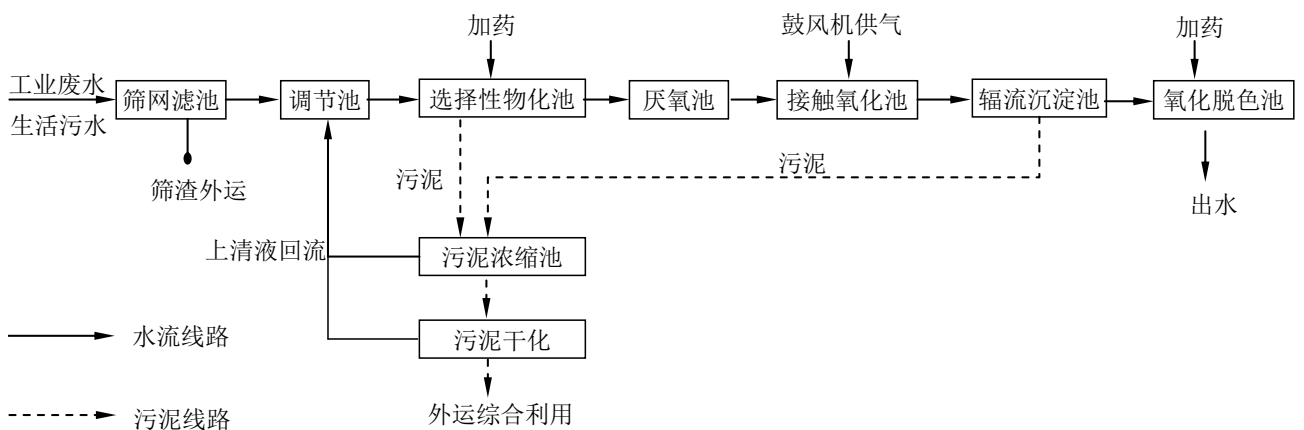 加药
鼓风机供气
加药
工业废水
生活污水
筛网滤池
调节池
选择性物化池
厌氧池
接触氧化池
辐流沉淀池
氧化脱色池
筛渣外运
污泥
污泥
出水
上清液回流
污泥浓缩池
水流线路
污泥干化
污泥线路
外运综合利用